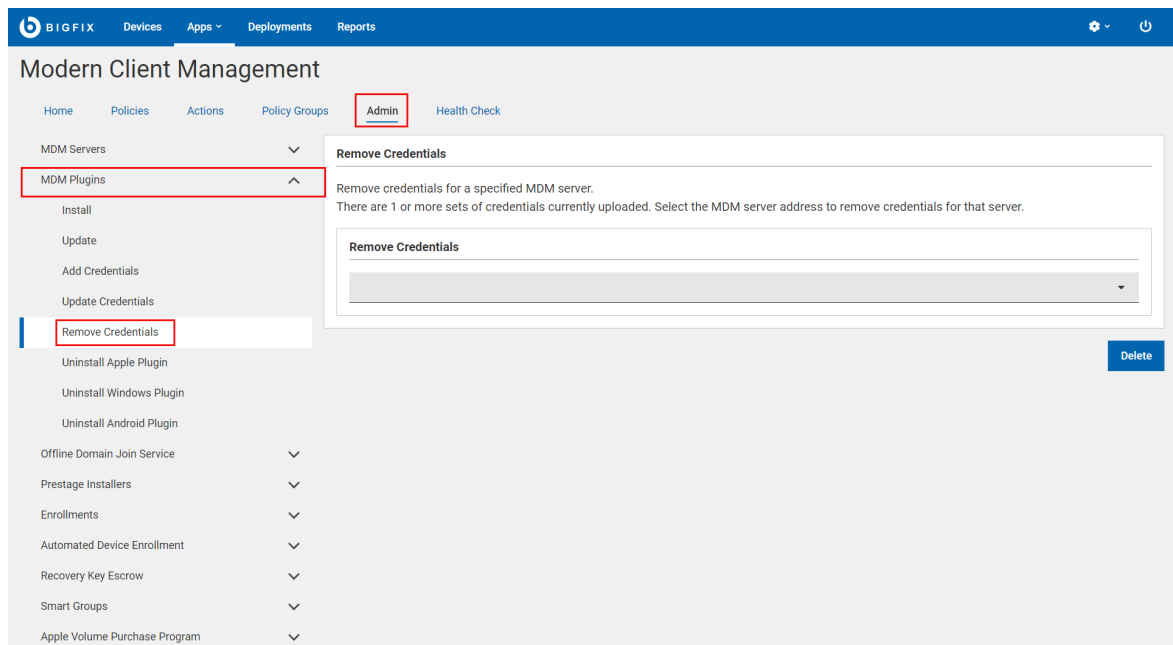 BIGFIX Devices Apps Deployments Reports
Modern Client Management
Home Policies Actions Policy Groups Admin Health Check
MDM Servers
MDM Plugins
Install
Update
Add Credentials
Update Credentials
Remove Credentials
Uninstall Apple Plugin
Uninstall Windows Plugin
Uninstall Android Plugin
Offline Domain Join Service
Prestage Installers
Enrollments
Automated Device Enrollment
Recovery Key Escrow
Smart Groups
Apple Volume Purchase Program
Remove Credentials
Remove credentials for a specified MDM server.
There are 1 or more sets of credentials currently uploaded. Select the MDM server address to remove credentials for that server.
Remove Credentials
Delete